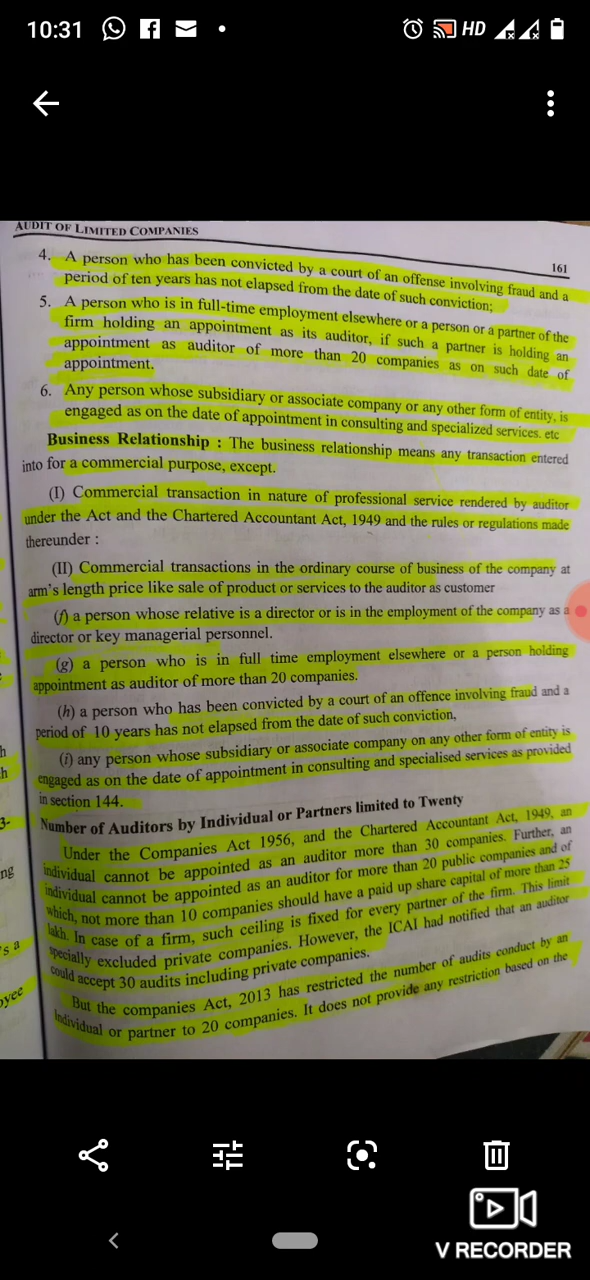 10:31
HD
AUDIT OF LIMITED COMPANIES
161
4. A person who has been convicted by a court of an offense involving fraud and a
period of ten years has not elapsed from the date of such conviction;
5. A person who is in full-time employment elsewhere or a person or a partner of the
firm holding an appointment as its auditor, if such a partner is holding an
appointment as auditor of more than 20 companies as on such date of
appointment.
6. Any person whose subsidiary or associate company or any other form of entity, is
engaged as on the date of appointment in consulting and specialized services. etc
Business Relationship : The business relationship means any transaction entered
into for a commercial purpose, except.
(I) Commercial transaction in nature of professional service rendered by auditor
under the Act and the Chartered Accountant Act, 1949 and the rules or regulations made
thereunder :
(II) Commercial transactions in the ordinary course of business of the company at
arm's length price like sale of product or services to the auditor as customer
(f) a person whose relative is a director or is in the employment of the company as a
director or key managerial personnel.
(g) a person who is in full time employment elsewhere or a person holding
appointment as auditor of more than 20 companies.
(h) a person who has been convicted by a court of an offence involving fraud and a
period of 10 years has not elapsed from the date of such conviction,
(i) any person whose subsidiary or associate company on any other form of entity is
engaged as on the date of appointment in consulting and specialised services as provided
in section 144.
Number of Auditors by Individual or Partners limited to Twenty
Under the Companies Act 1956, and the Chartered Accountant Act, 1949, an
individual cannot be appointed as an auditor more than 30 companies. Further, an
individual cannot be appointed as an auditor for more than 20 public companies and of
which, not more than 10 companies should have a paid up share capital of more than 25
lakh. In case of a firm, such ceiling is fixed for every partner of the firm. This limit
specially excluded private companies. However, the ICAI had notified that an auditor
could accept 30 audits including private companies.
But the companies Act, 2013 has restricted the number of audits conduct by an
Individual or partner to 20 companies. It does not provide any restriction based on the
h
h
3-
ng
's a
oyee
V RECORDER